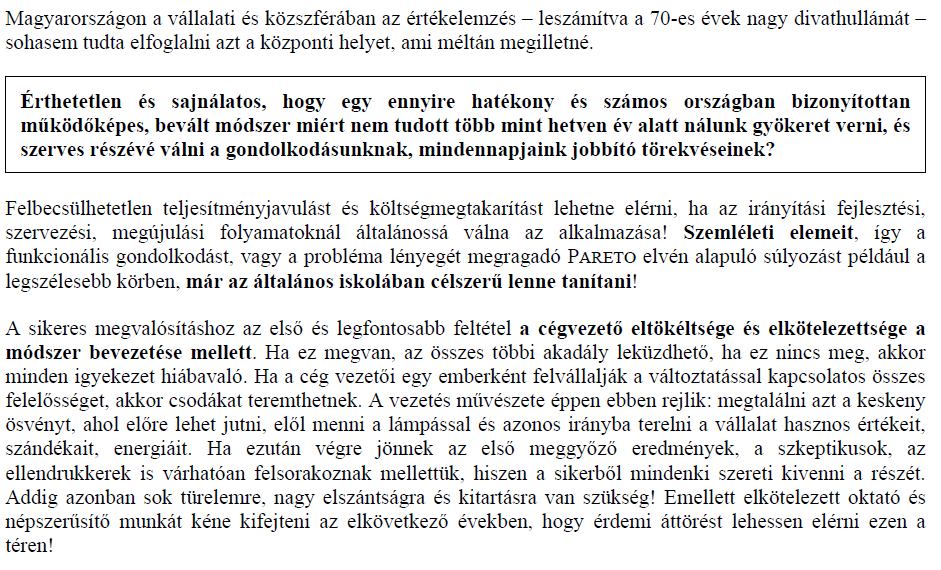 Magyarországon a vállalati és közszférában az értékelemzés – leszámítva a 70-es évek nagy divathullámát –
sohasem tudta elfoglalni azt a központi helyet, ami méltán megilletné.
Érthetetlen és sajnálatos, hogy egy ennyire hatékony és számos országban bizonyítottan
működőképes, bevált módszer miért nem tudott több mint hetven év alatt nálunk gyökeret verni, és
szerves részévé válni a gondolkodásunknak, mindennapjaink jobbító törekvéseinek?
Felbecsülhetetlen teljesítményjavulást és költségmegtakarítást lehetne elérni, ha az irányítási fejlesztési,
szervezési, megújulási folyamatoknál általánossá válna az alkalmazása! Szemléleti elemeit, így a
funkcionális gondolkodást, vagy a probléma lényegét megragadó PARETO elvén alapuló súlyozást például a
legszélesebb körben, már az általános iskolában célszerű lenne tanítani!
A sikeres megvalósításhoz az első és legfontosabb feltétel a cégvezető eltökéltsége és elkötelezettsége a
módszer bevezetése mellett. Ha ez megvan, az összes többi akadály leküzdhető, ha ez nincs meg, akkor
minden igyekezet hiábavaló. Ha a cég vezetői egy emberként felvállalják a változtatással kapcsolatos összes
felelősséget, akkor csodákat teremthetnek. A vezetés művészete éppen ebben rejlik: megtalálni azt a keskeny
ösvényt, ahol előre lehet jutni, elöl menni a lámpással és azonos irányba terelni a vállalat hasznos értékeit,
szándékait, energiáit. Ha ezután végre jönnek az első meggyőző eredmények, a szkeptikusok, az
ellendrukkerek is várhatóan felsorakoznak mellettük, hiszen a sikerből mindenki szereti kivenni a részét.
Addig azonban sok türelemre, nagy elszántságra és kitartásra van szükség! Emellett elkötelezett oktató és
népszerűsítő munkát kéne kifejteni az elkövetkező években, hogy érdemi áttörést lehessen elérni ezen a
téren!